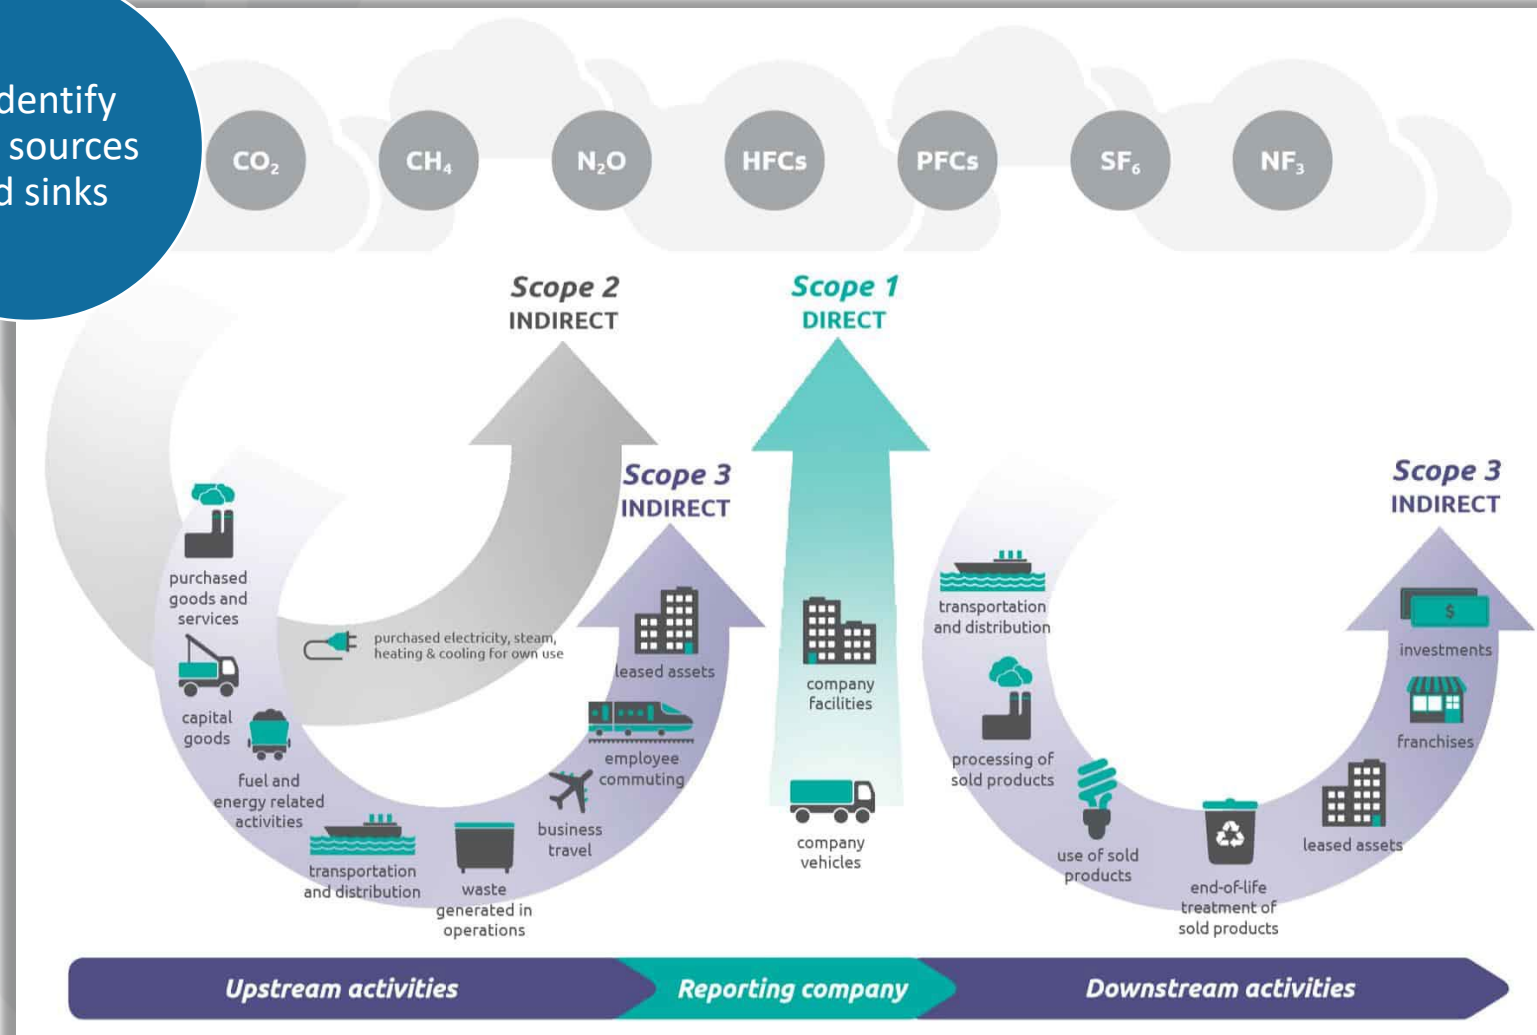 dentify
sources
d sinks
CO₂
CH₄
N₂O
HFCs
PFCs
SF₆
NF₃
Scope 2
INDIRECT
Scope 1
DIRECT
Scope 3
INDIRECT
Scope 3
INDIRECT
purchased
goods and
services
capital
goods
fuel and
energy related
activities
transportation
and distribution
waste
generated in
operations
business
travel
employee
commuting
leased assets
purchased electricity, steam,
heating & cooling for own use
company
facilities
company
vehicles
transportation
and distribution
processing of
sold products
use of sold
products
end-of-life
treatment of
sold products
leased assets
franchises
$
investments
Upstream activities
Reporting company
Downstream activities